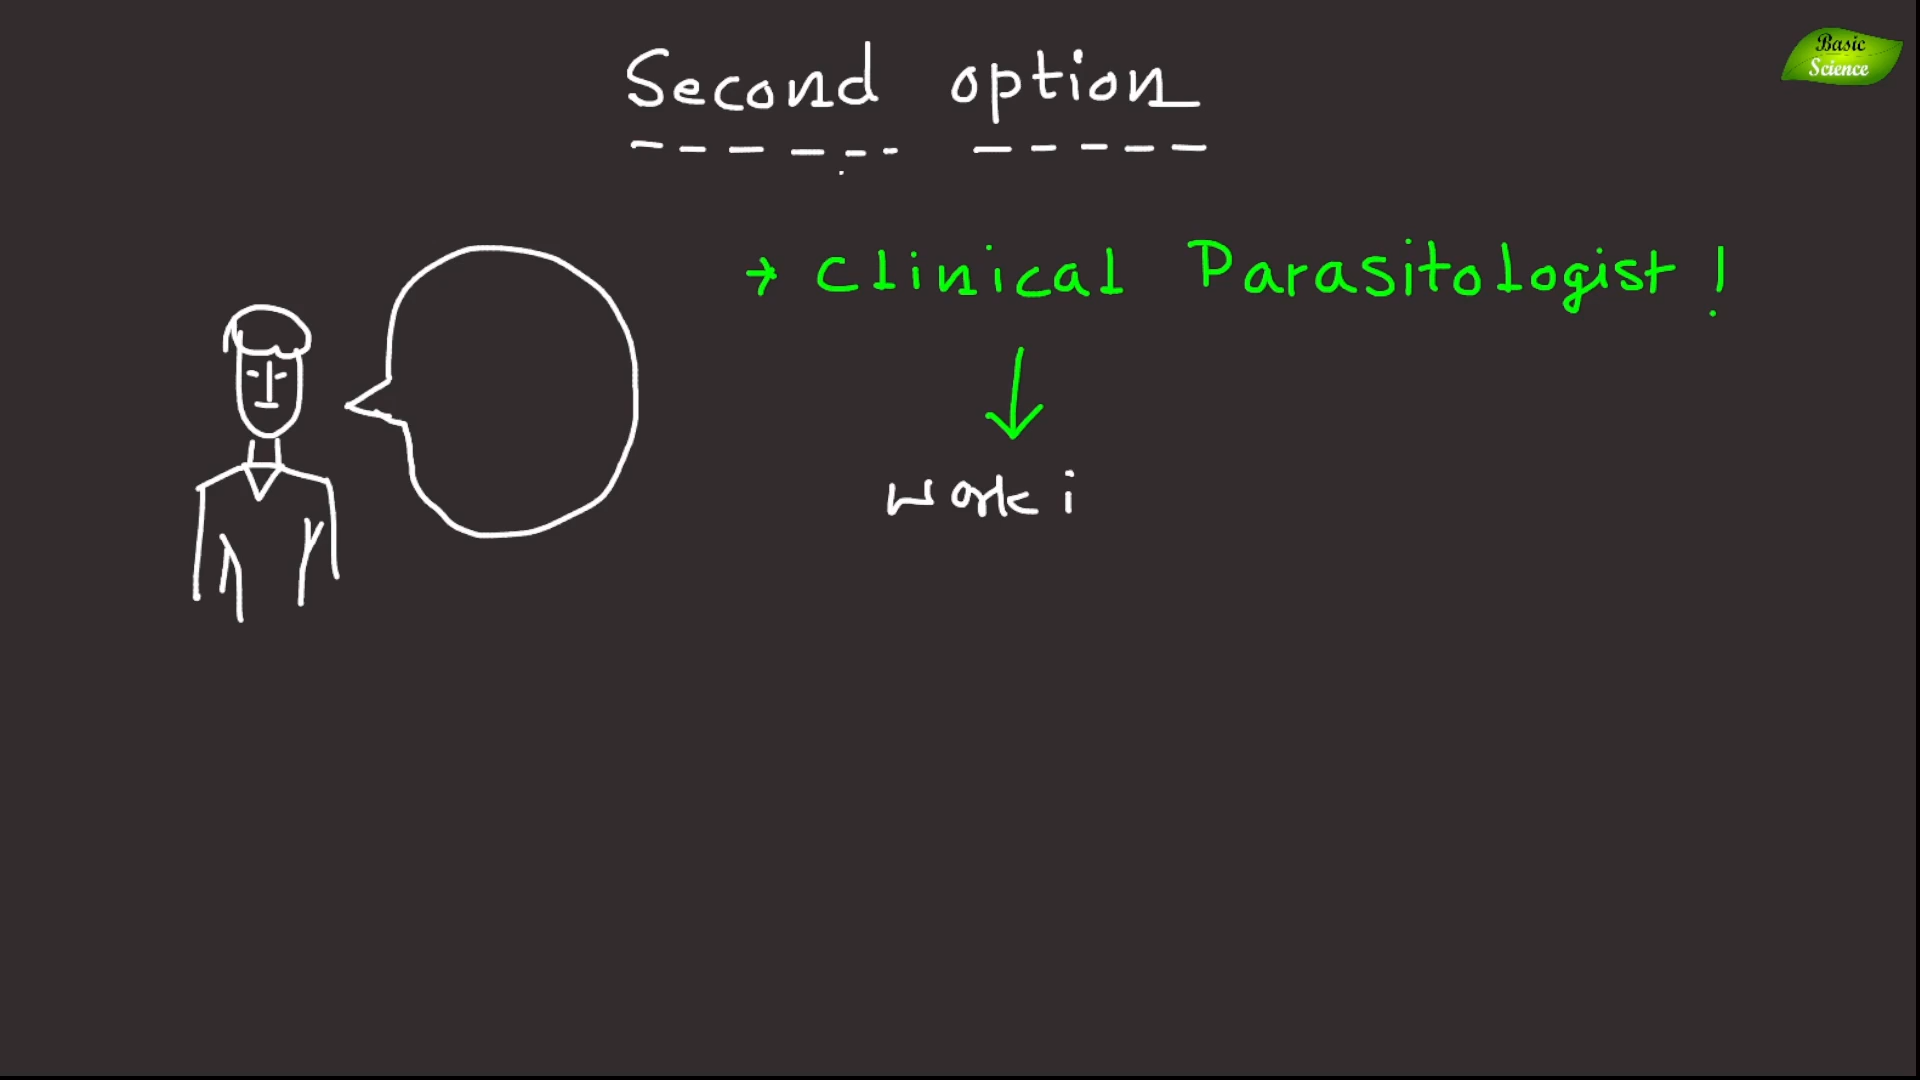 Second option
Basic
Science
→ Clinical Parasitologist !
work i